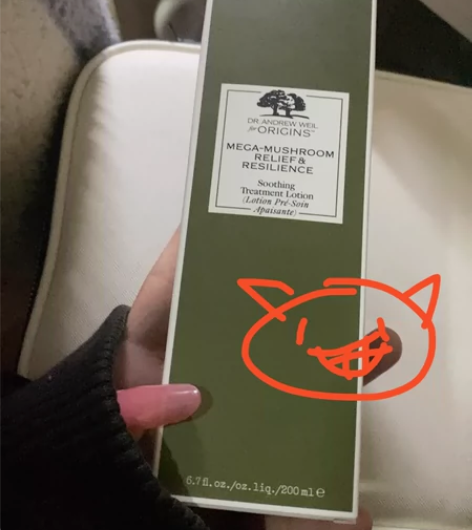 DR. ANDREW WEIL
for ORIGINS™
MEGA-MUSHROOM
RELIEF &
RESILIENCE
Soothing
Treatment Lotion
(Lotion Pré-Soin
Apaisante)
6.7 fl. oz./oz. liq./200 ml e